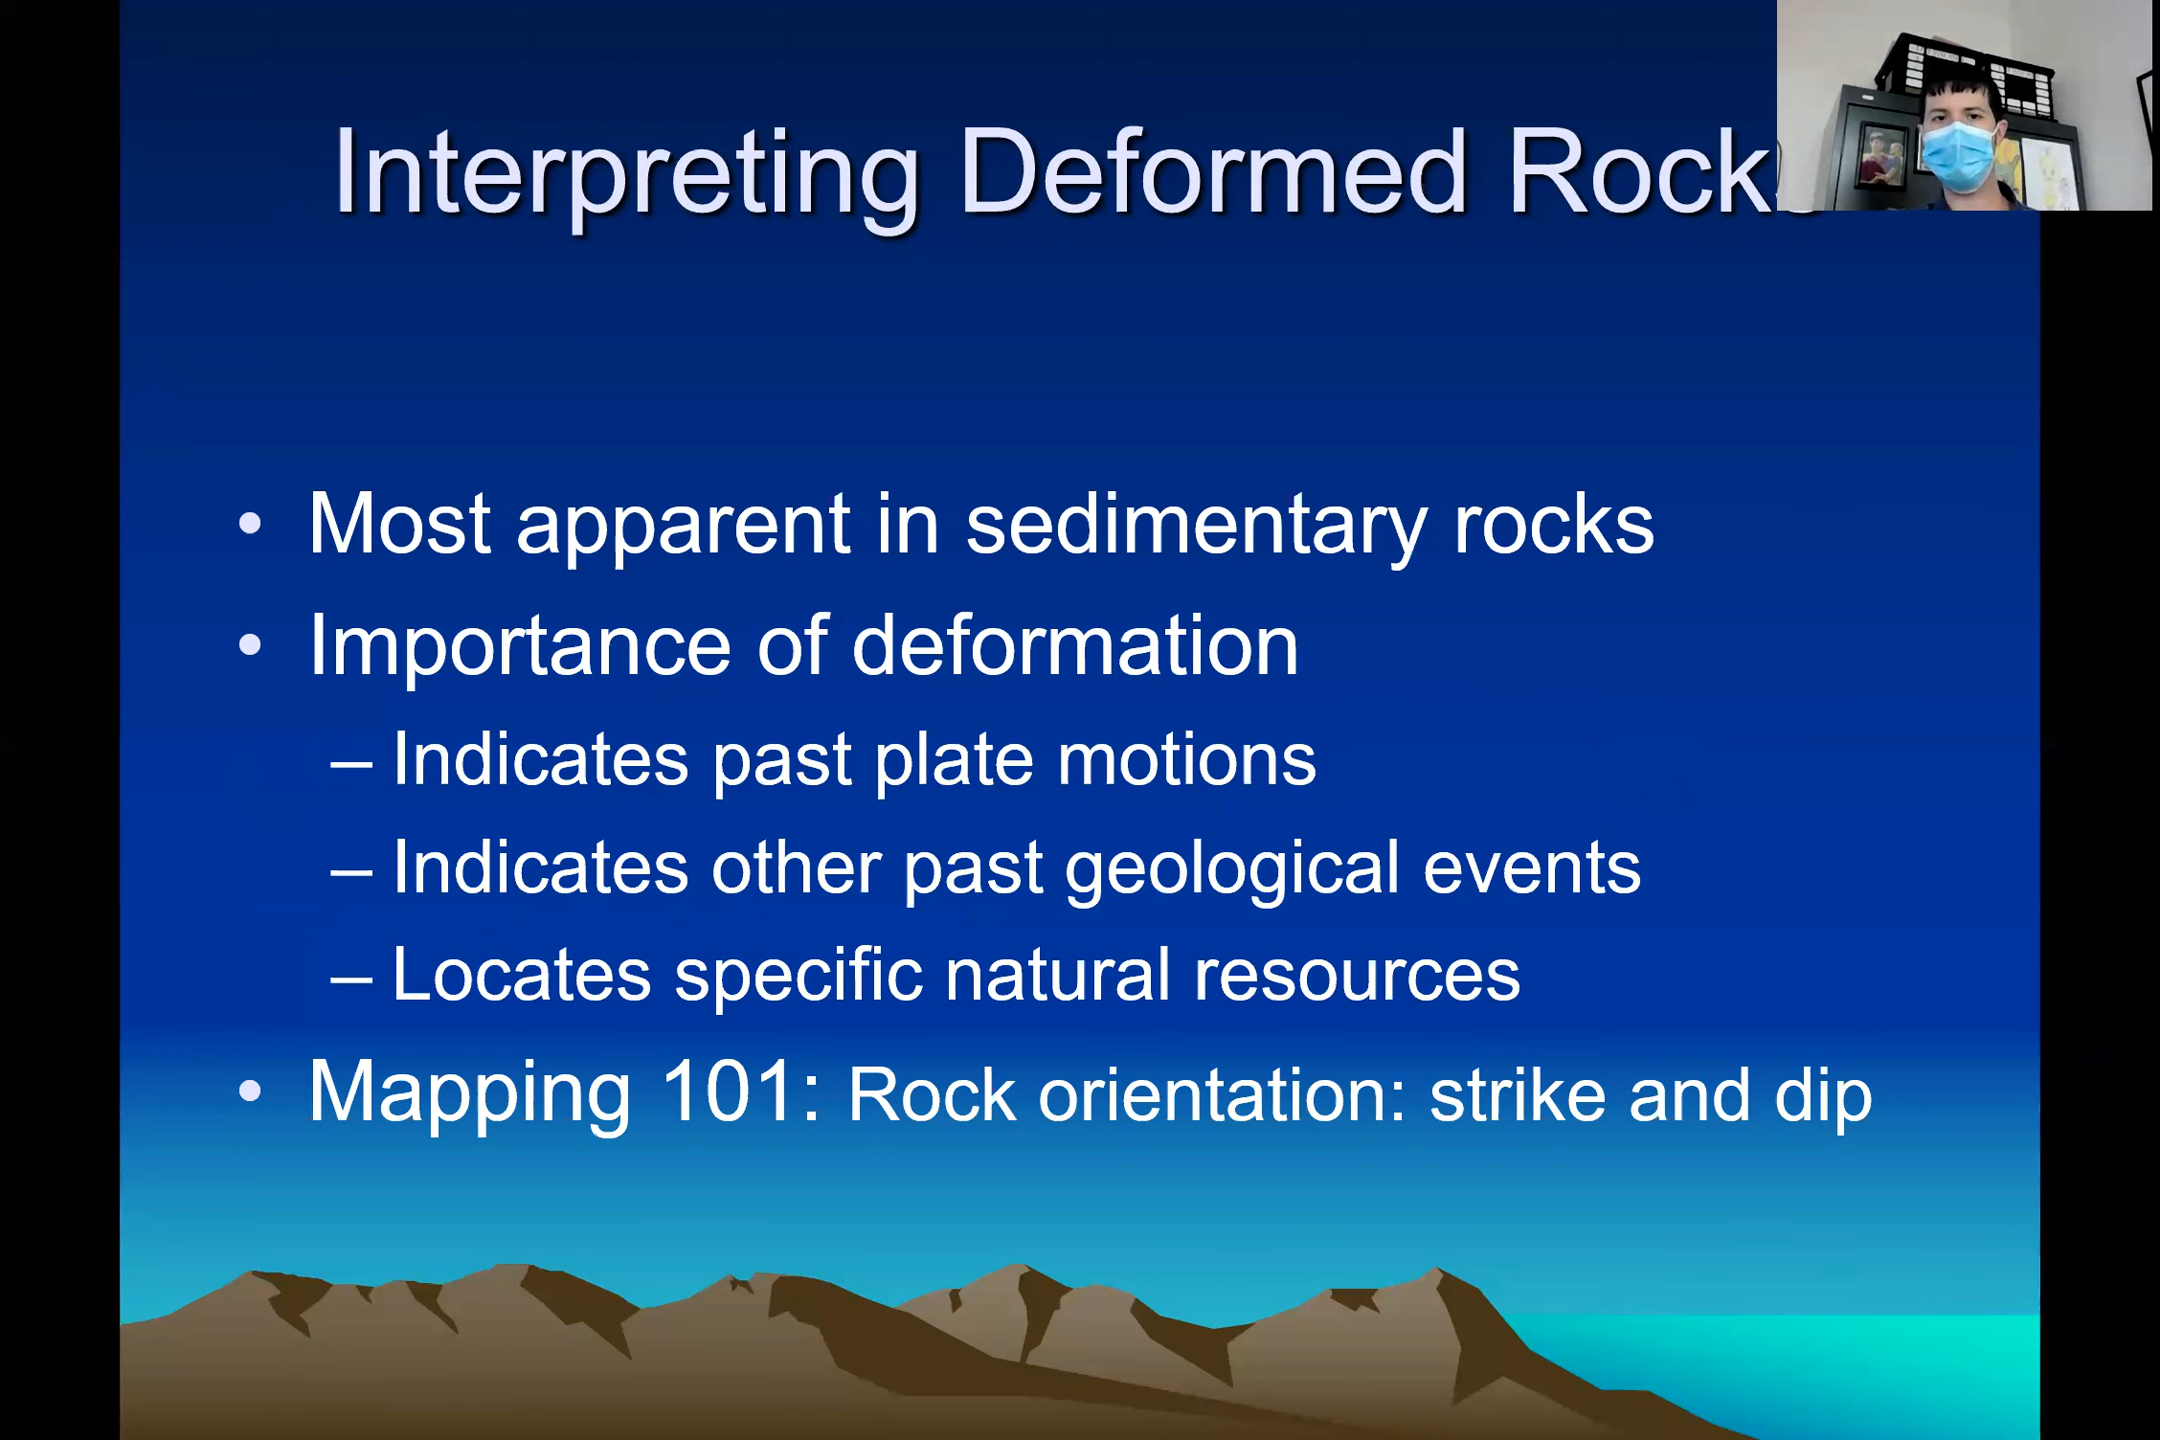 Interpreting Deformed Rocks
• Most apparent in sedimentary rocks
• Importance of deformation
– Indicates past plate motions
– Indicates other past geological events
– Locates specific natural resources
• Mapping 101: Rock orientation: strike and dip